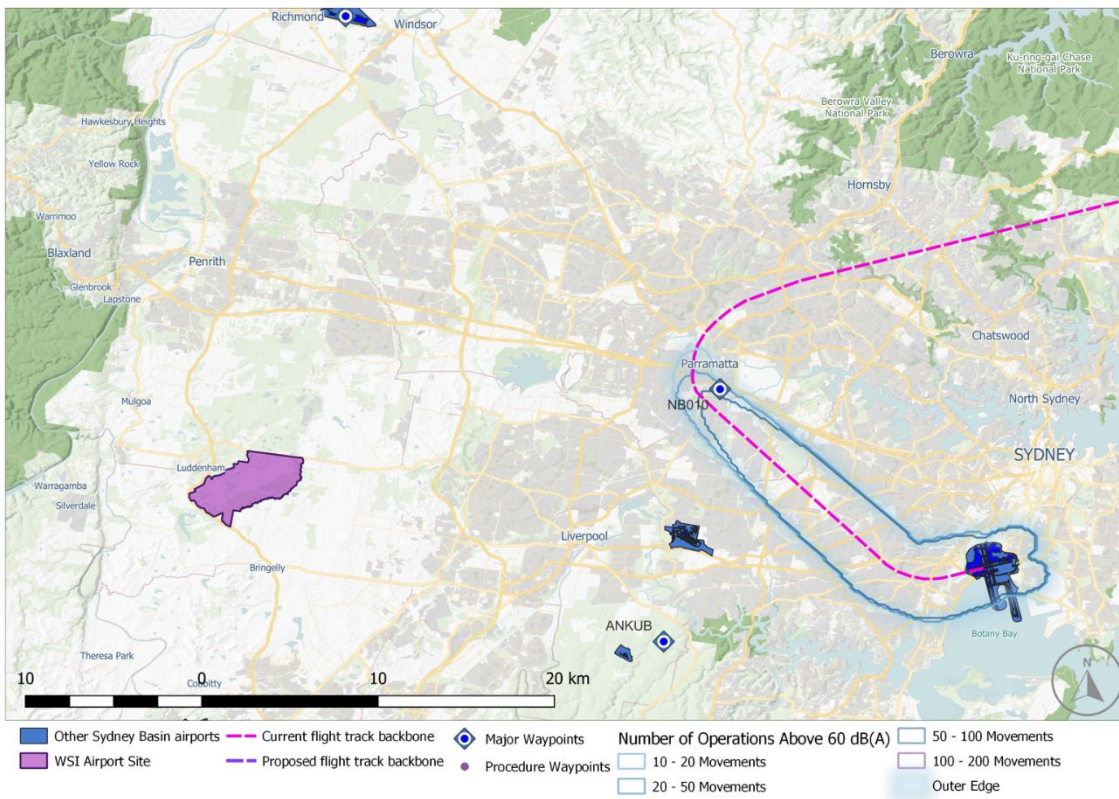 Richmond
Windsor
Berowra
Ku-ring-gai Chase
National Park
Berowra Valley
National Park
Hawkesbury Heights
Yellow Rock
Hornsby
Warrimoo
Blaxland
Penrith
Glenbrook
Lapstone
Chatswood
Parramatta
Mulgoa
NB010
North Sydney
SYDNEY
Luddenham
Warragamba
Silverdale
Liverpool
Bringelly
ANKUB
Botany Bay
Theresa Park
Cobbitty
N
10 0 10 20 km
Other Sydney Basin airports
WSI Airport Site
Current flight track backbone
Proposed flight track backbone
Major Waypoints
Procedure Waypoints
Number of Operations Above 60 dB(A)
10 - 20 Movements
20 - 50 Movements
50 - 100 Movements
100 - 200 Movements
Outer Edge